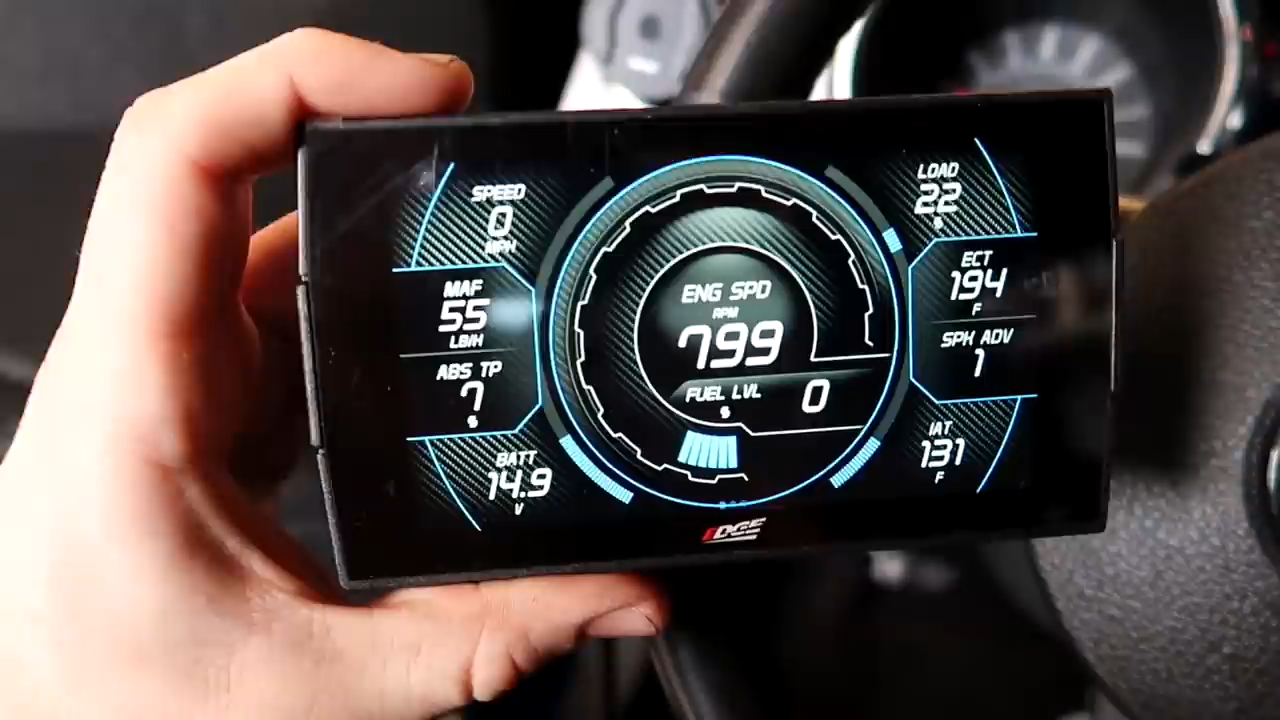 SPEED
0
MPH
MAF
55
LB/H
ABS TP
7
%
BATT
14.9
V
ENG SPD
RPM
799
FUEL LVL
%
0
LOAD
22
%
ECT
194
F
SPK ADV
1
IAT
131
F
EDGE